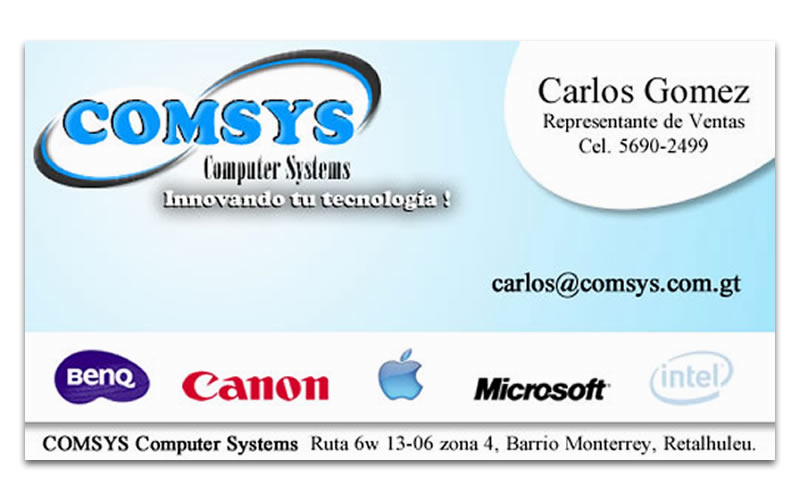 COMSYS
Computer Systems
Innovando tu tecnología !
Carlos Gomez
Representante de Ventas
Cel. 5690-2499
carlos@comsys.com.gt
BenQ Canon Microsoft intel
COMSYS Computer Systems Ruta 6w 13-06 zona 4, Barrio Monterrey, Retalhuleu.